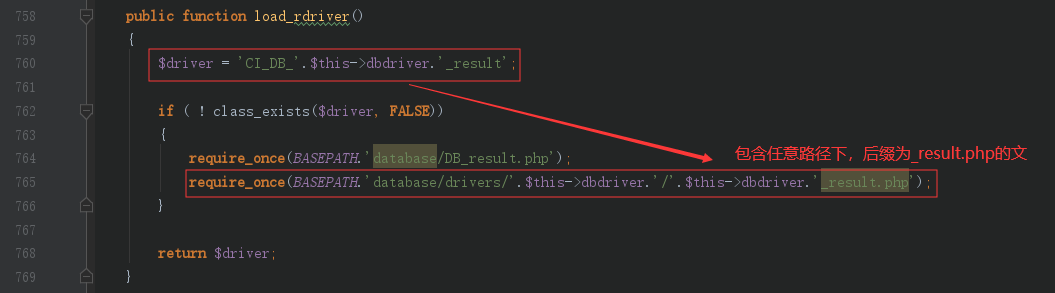 758 public function load_rdriver()
759 {
760 $driver = 'CI_DB_'.$this->dbdriver.'_result';
761
762 if ( ! class_exists($driver, FALSE))
763 {
764 require_once(BASEPATH.'database/DB_result.php');
包含任意路径下，后缀为_result.php的文
765 require_once(BASEPATH.'database/drivers/'.$this->dbdriver.'/'.$this->dbdriver.'_result.php');
766 }
767
768 return $driver;
769 }